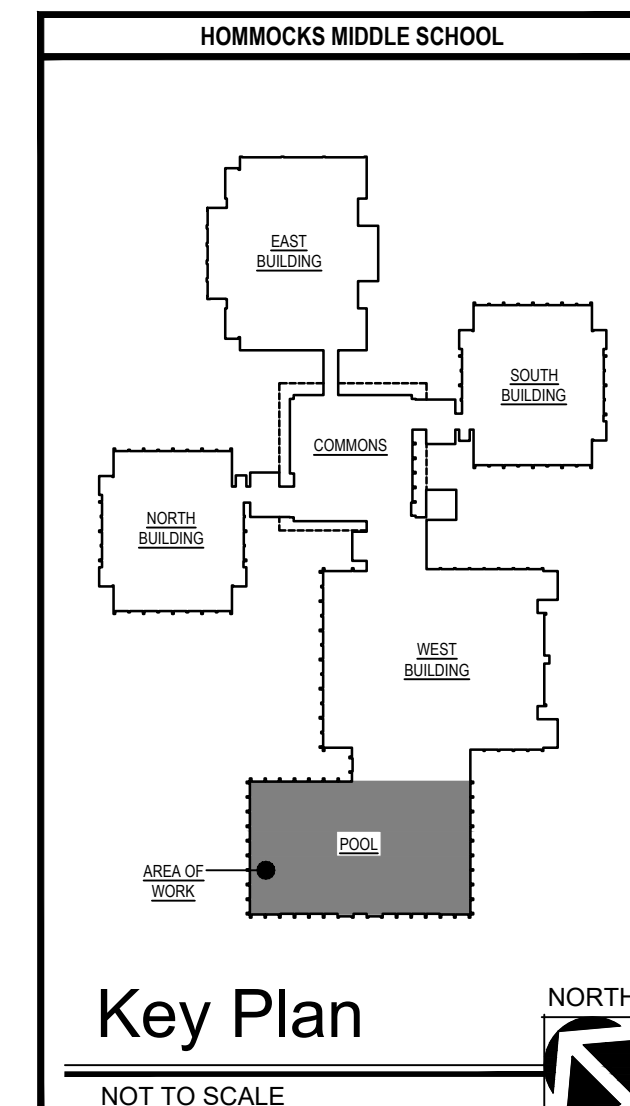 HOMMOCKS MIDDLE SCHOOL
EAST
BUILDING
SOUTH
BUILDING
COMMONS
NORTH
BUILDING
WEST
BUILDING
POOL
AREA OF
WORK
Key Plan
NORTH
NOT TO SCALE